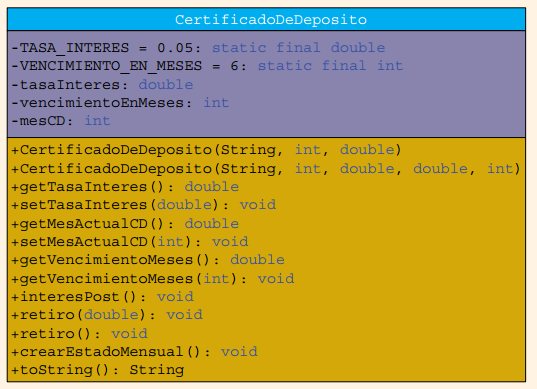 CertificadoDeDeposito
-TASA_INTERES = 0.05: static final double
-VENCIMIENTO_EN_MESES = 6: static final int
-tasaInteres: double
-vencimientoEnMeses: int
-mesCD: int
+CertificadoDeDeposito(String, int, double)
+CertificadoDeDeposito(String, int, double, double, int)
+getTasaInteres(): double
+setTasaInteres(double): void
+getMesActualCD(): double
+setMesActualCD(int): void
+getVencimientoMeses(): double
+getVencimientoMeses(int): void
+interesPost(): void
+retiro(double): void
+retiro(): void
+crearEstadoMensual(): void
+toString(): String